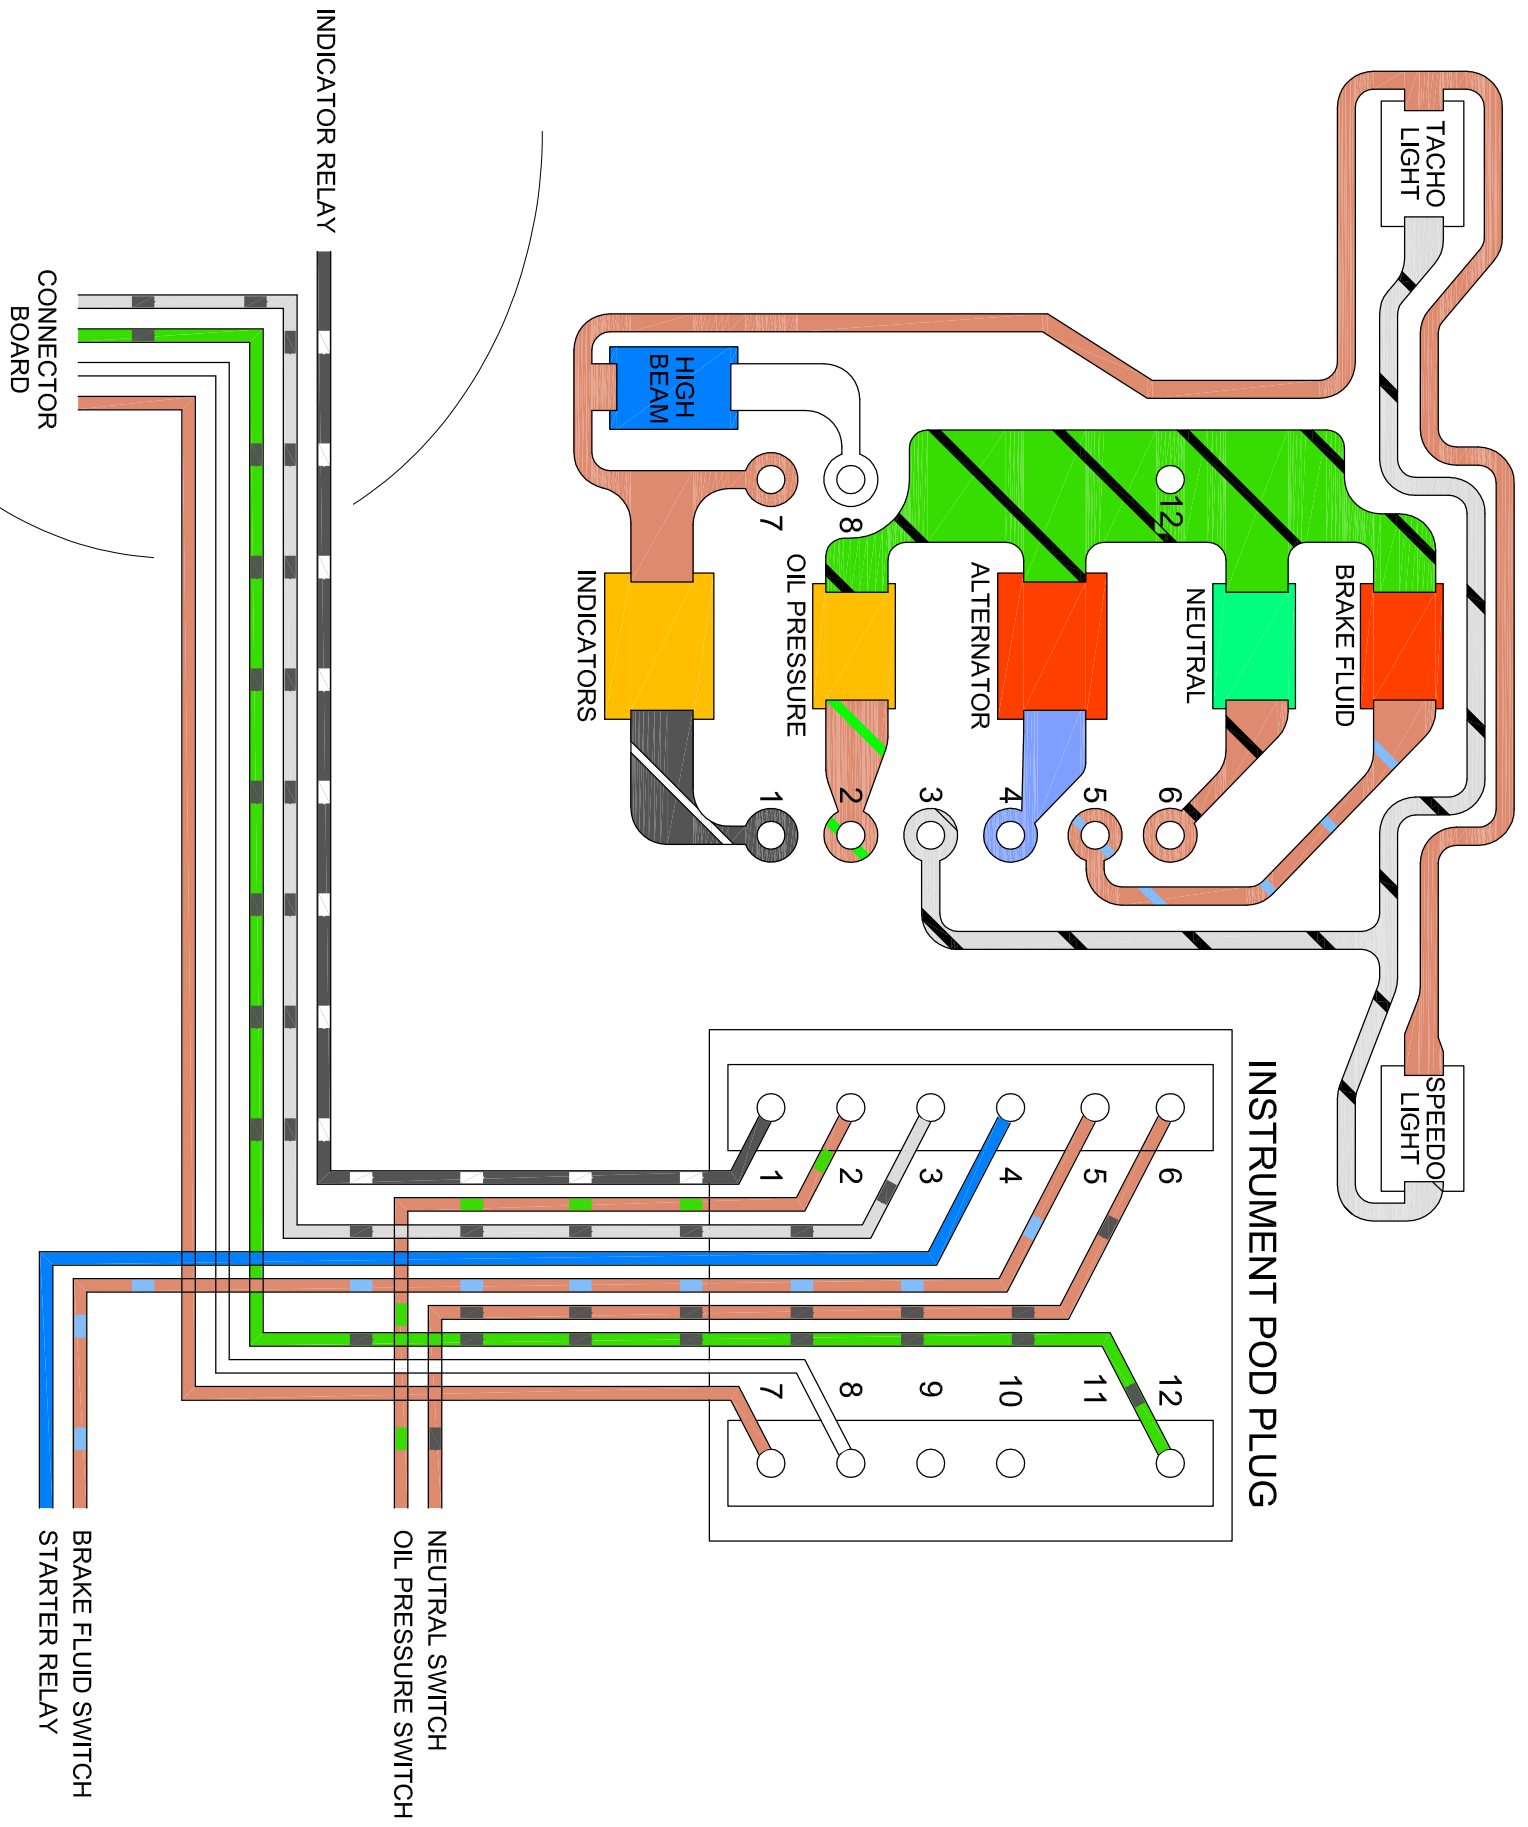 TACHO
LIGHT
SPEEDO
LIGHT
INSTRUMENT POD PLUG
BRAKE FLUID
NEUTRAL
ALTERNATOR
OIL PRESSURE
INDICATORS
HIGH
BEAM
12
8
7
6
5
4
3
2
1
6
5
4
3
2
1
12
11
10
9
8
7
NEUTRAL SWITCH
OIL PRESSURE SWITCH
INDICATOR RELAY
BRAKE FLUID SWITCH
STARTER RELAY
CONNECTOR
BOARD